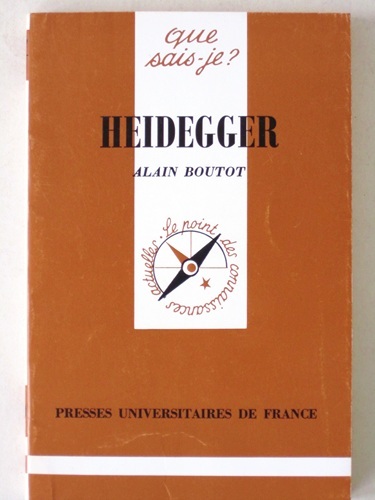 que
sais-je?
HEIDEGGER
ALAIN BOUTOT
Le point des connaissances actuelles
PRESSES UNIVERSITAIRES DE FRANCE